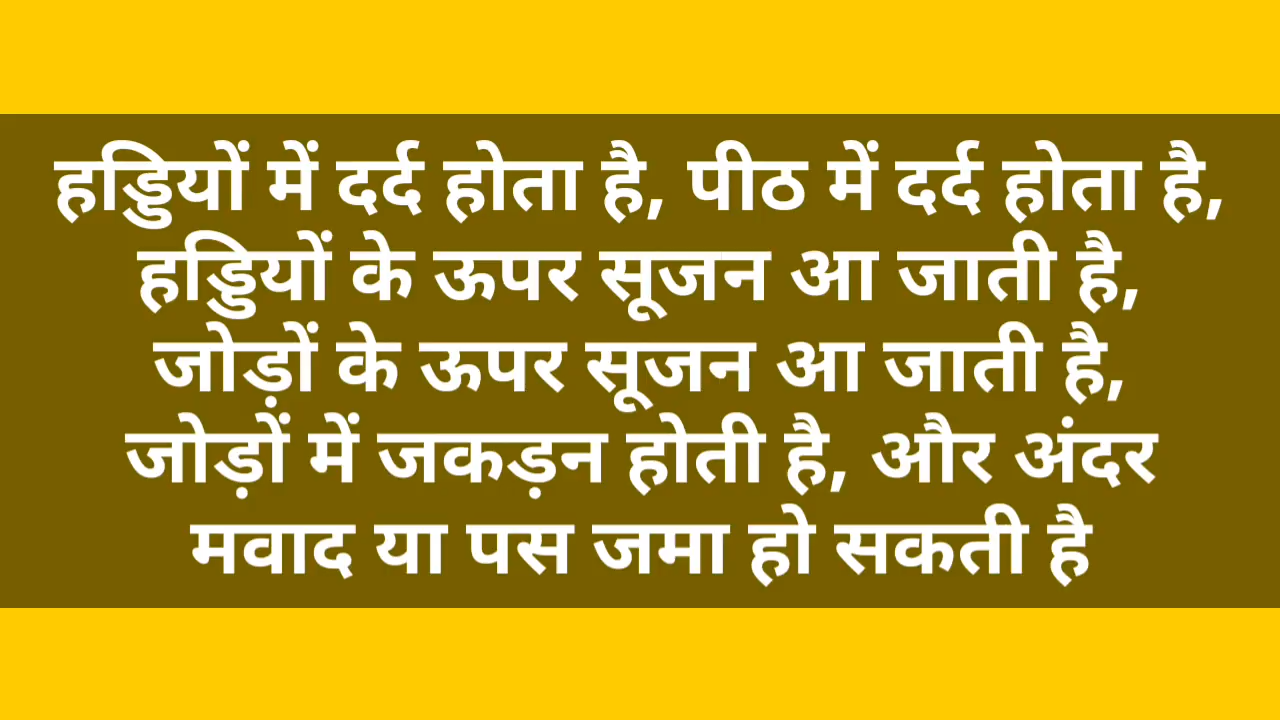 हड्डियों में दर्द होता है, पीठ में दर्द होता है,
हड्डियों के ऊपर सूजन आ जाती है,
जोड़ों के ऊपर सूजन आ जाती है,
जोड़ों में जकड़न होती है, और अंदर
मवाद या पस जमा हो सकती है